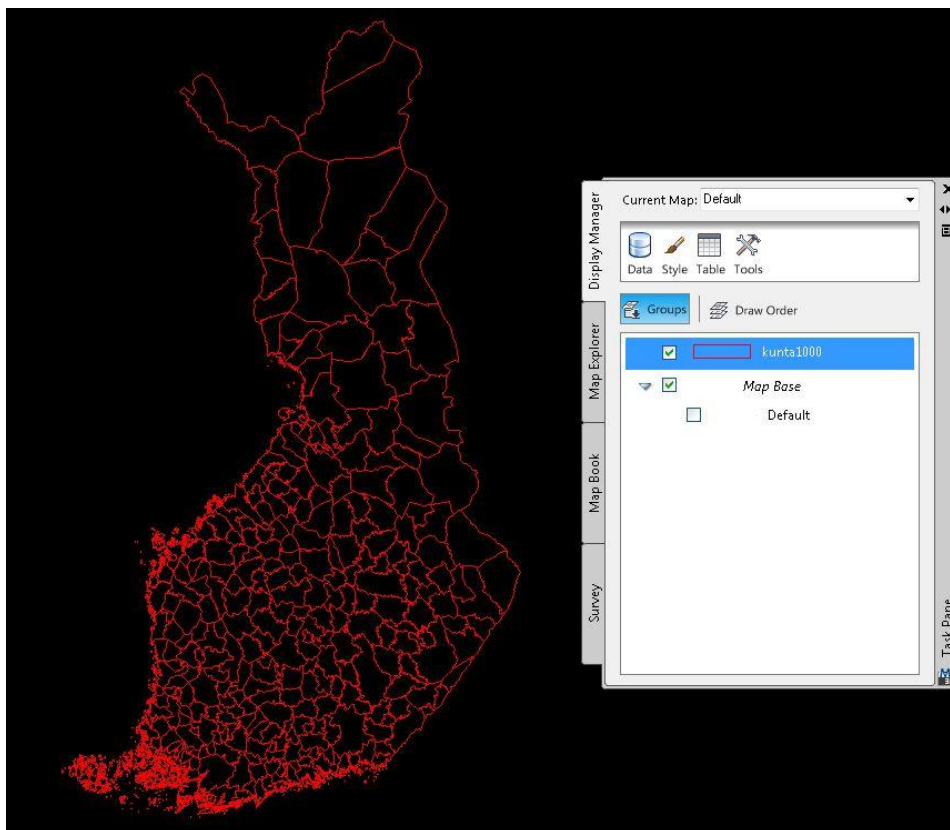 Current Map: Default
Data Style Table Tools
Groups Draw Order
kunta1000
Map Base
Default
Display Manager
Map Explorer
Map Book
Survey
Task Pane